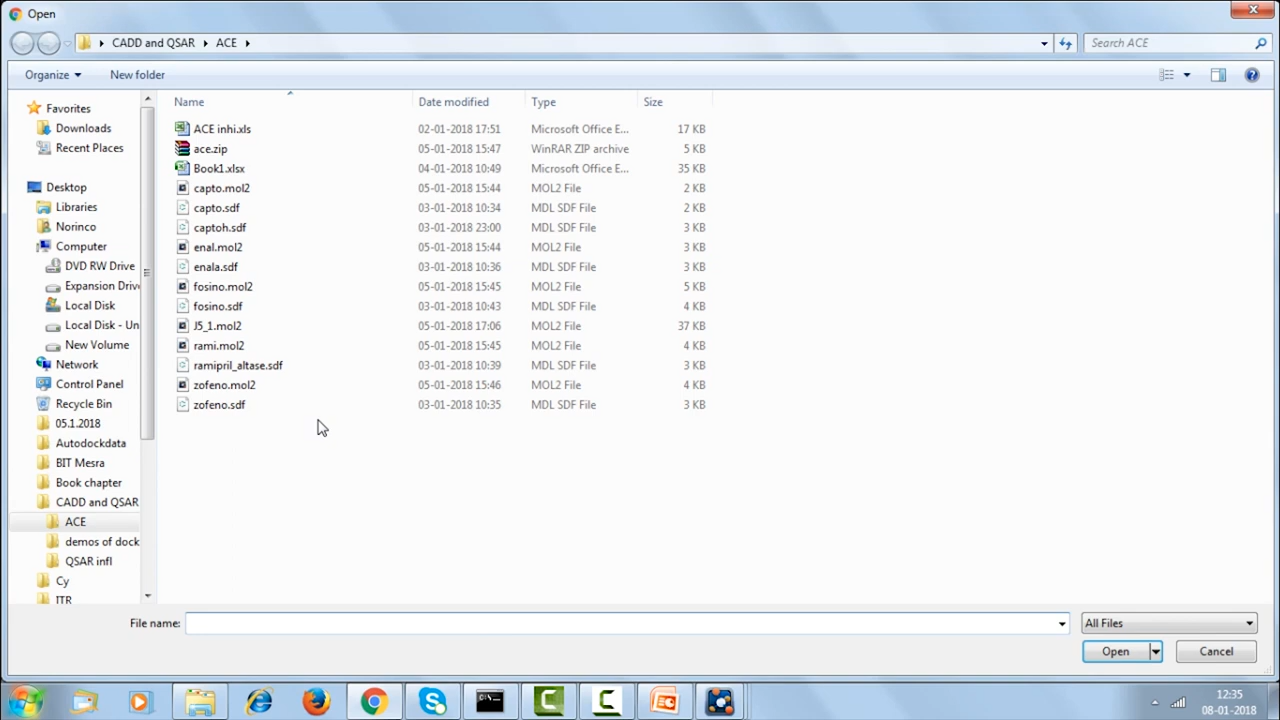 Open
CADD and QSAR ACE
Search ACE
Organize New folder
Name Date modified Type Size
ACE inhi.xls 02-01-2018 17:51 Microsoft Office E... 17 KB
ace.zip 05-01-2018 15:47 WinRAR ZIP archive 5 KB
Book1.xlsx 04-01-2018 10:49 Microsoft Office E... 35 KB
capto.mol2 05-01-2018 15:44 MOL2 File 2 KB
capto.sdf 03-01-2018 10:34 MDL SDF File 2 KB
captoh.sdf 03-01-2018 23:00 MDL SDF File 3 KB
enal.mol2 05-01-2018 15:44 MOL2 File 3 KB
enala.sdf 03-01-2018 10:36 MDL SDF File 3 KB
fosino.mol2 05-01-2018 15:45 MOL2 File 5 KB
fosino.sdf 03-01-2018 10:43 MDL SDF File 4 KB
J5_1.mol2 05-01-2018 17:06 MOL2 File 37 KB
rami.mol2 05-01-2018 15:45 MOL2 File 4 KB
ramipril_altase.sdf 03-01-2018 10:39 MDL SDF File 3 KB
zofeno.mol2 05-01-2018 15:46 MOL2 File 4 KB
zofeno.sdf 03-01-2018 10:35 MDL SDF File 3 KB
Favorites
Downloads
Recent Places
Desktop
Libraries
Norinco
Computer
DVD RW Drive
Expansion Driv
Local Disk
Local Disk - Un
New Volume
Network
Control Panel
Recycle Bin
05.1.2018
Autodockdata
BIT Mesra
Book chapter
CADD and QSAR
ACE
demos of dock
QSAR infl
Cy
ITR
File name:
All Files
Open Cancel
12:35
08-01-2018